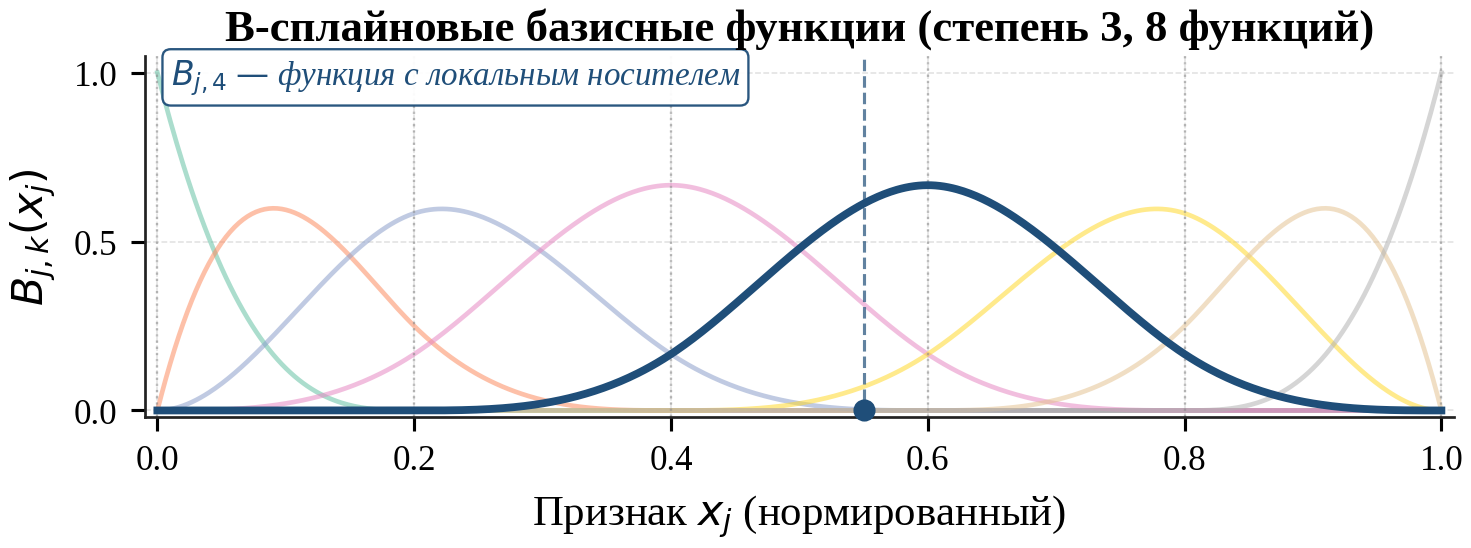 В-сплайновые базисные функции (степень 3, 8 функций)
B_{j,4} — функция с локальным носителем
1.0
0.5
0.0
B_{j,k}(x_j)
0.0 0.2 0.4 0.6 0.8 1.0
Признак x_j (нормированный)